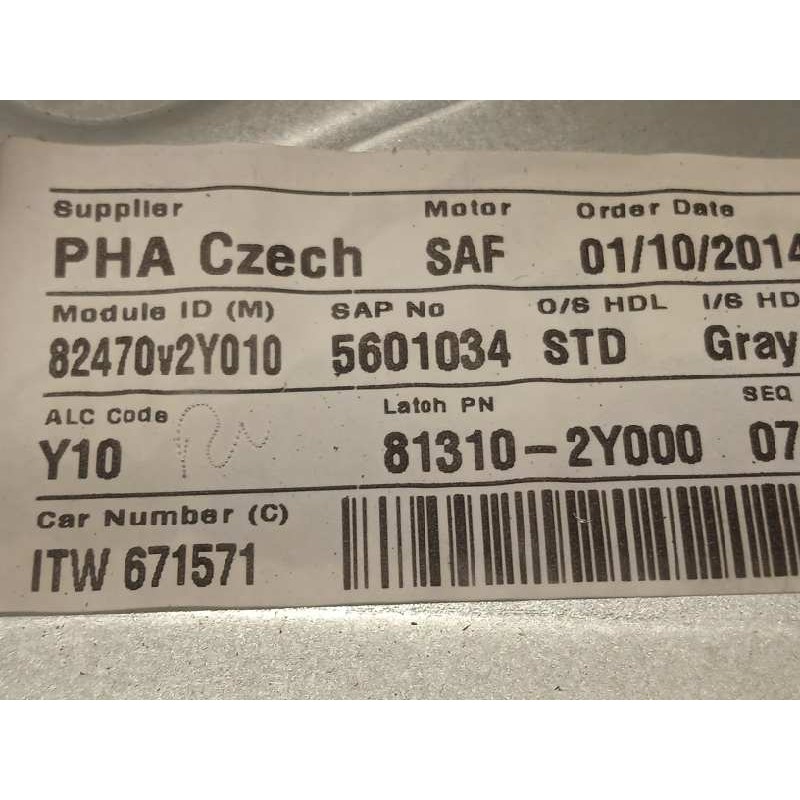 Supplier Motor Order Date
PHA Czech SAF 01/10/2014
Module ID (M) SAP No O/S HDL I/S HD
82470v2Y010 5601034 STD Gray
ALC Code Latch PN SEQ
Y10 81310-2Y000 07
Car Number (C)
ITW 671571